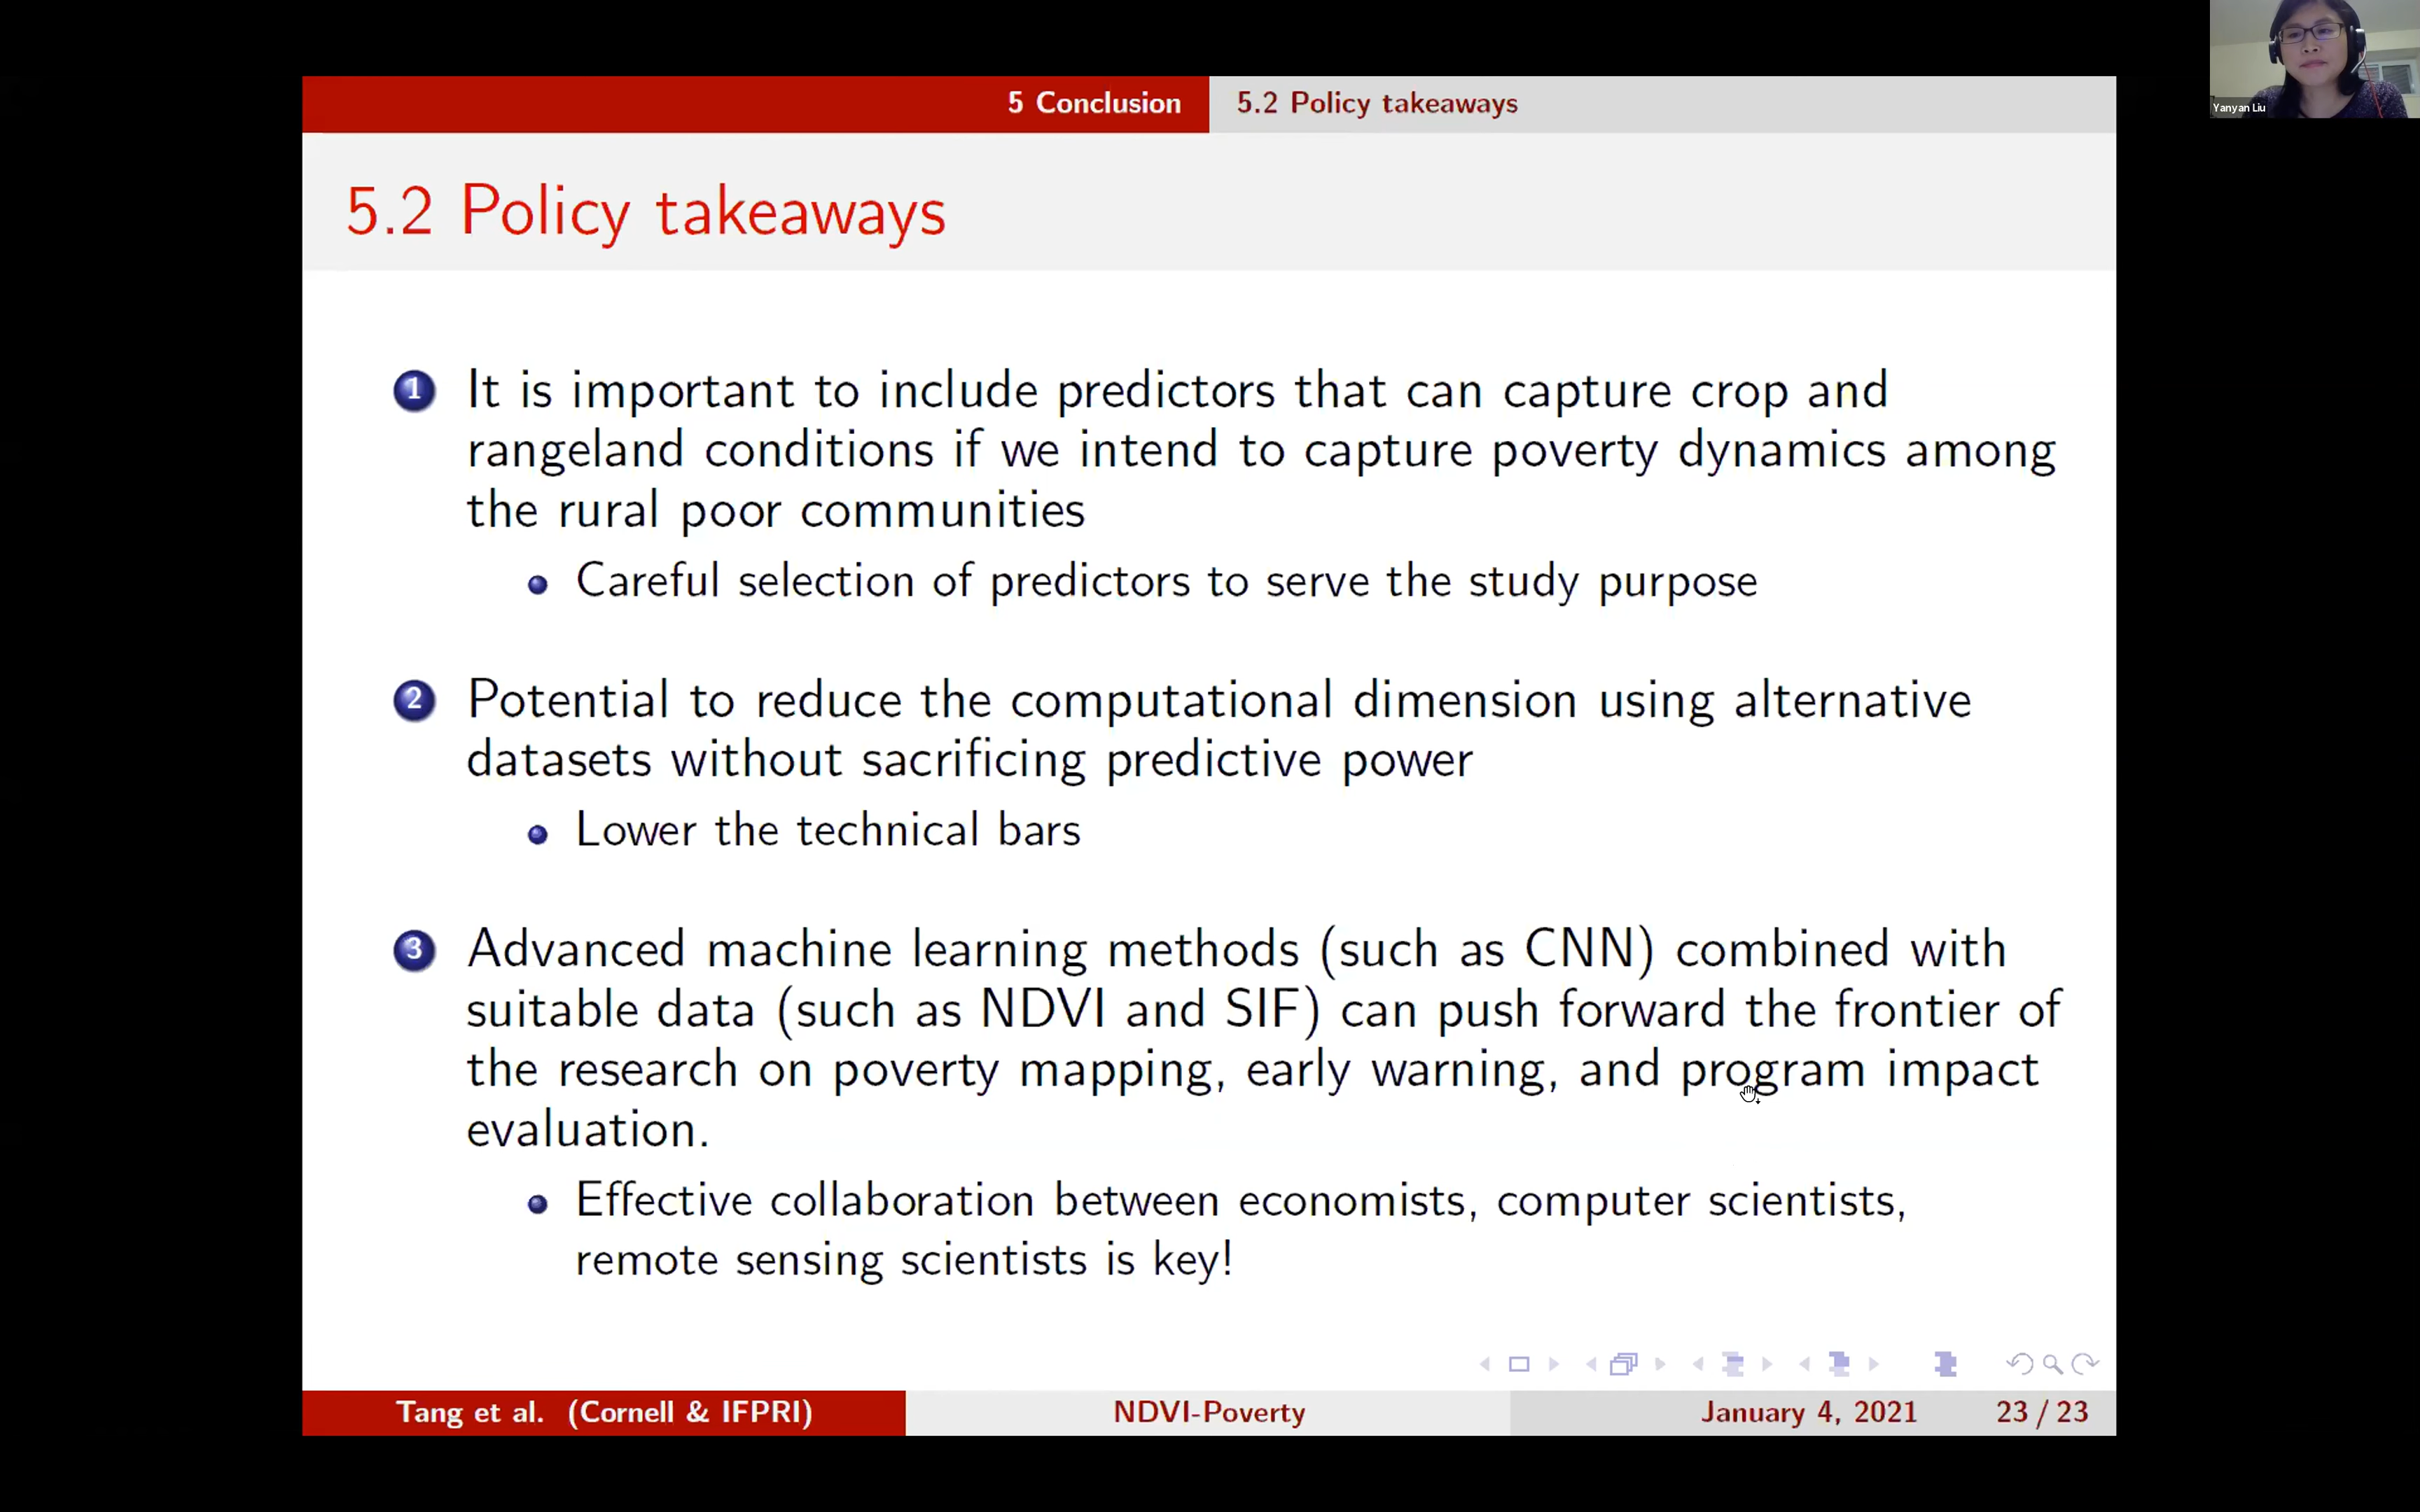 Yanyan Liu
5 Conclusion
5.2 Policy takeaways
5.2 Policy takeaways
1 It is important to include predictors that can capture crop and
rangeland conditions if we intend to capture poverty dynamics among
the rural poor communities
Careful selection of predictors to serve the study purpose
2 Potential to reduce the computational dimension using alternative
datasets without sacrificing predictive power
Lower the technical bars
3 Advanced machine learning methods (such as CNN) combined with
suitable data (such as NDVI and SIF) can push forward the frontier of
the research on poverty mapping, early warning, and program impact
evaluation.
Effective collaboration between economists, computer scientists,
remote sensing scientists is key!
Tang et al. (Cornell & IFPRI)
NDVI-Poverty
January 4, 2021
23 / 23